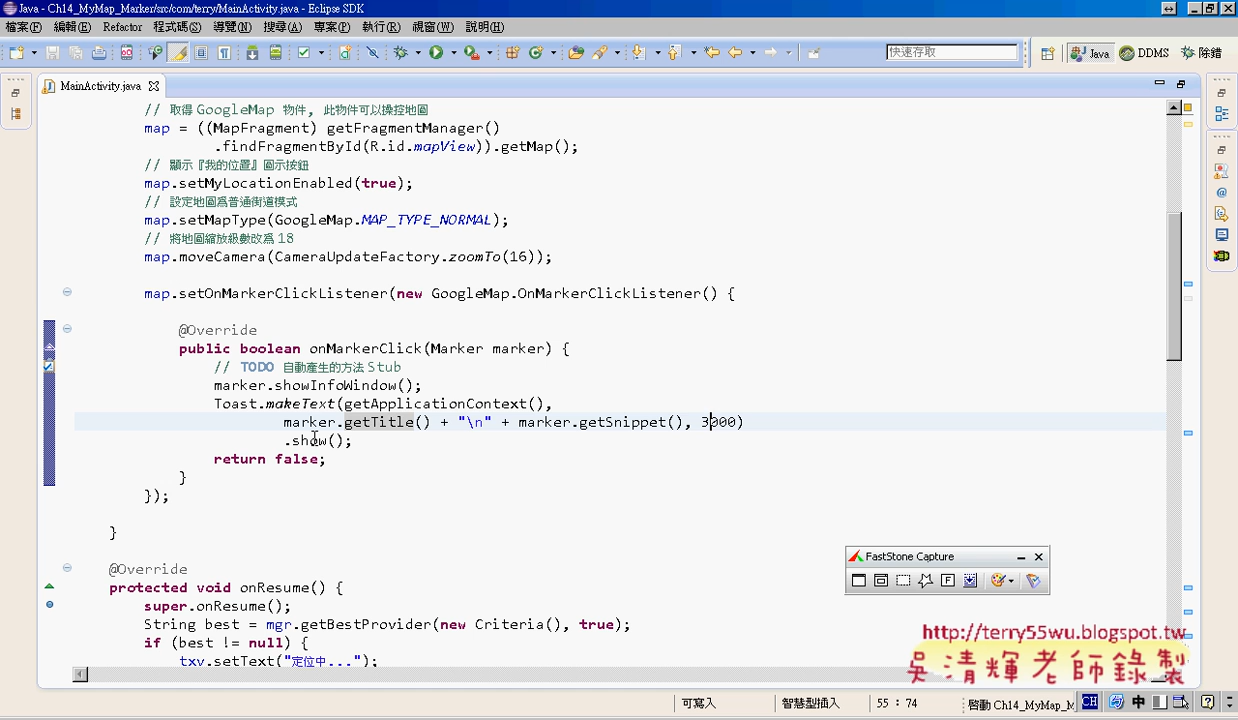 Java - Ch14_MyMap_Marker/src/com/terry/MainActivity.java - Eclipse SDK
檔案(F) 編輯(E) Refactor 程式碼(S) 導覽(N) 搜尋(A) 專案(P) 執行(R) 視窗(W) 說明(H)
快速存取 Java DDMS 除錯
MainActivity.java
// 取得 GoogleMap 物件, 此物件可以操控地圖
map = ((MapFragment) getFragmentManager()
.findFragmentById(R.id.mapView)).getMap();
// 顯示『我的位置』圖示按鈕
map.setMyLocationEnabled(true);
// 設定地圖為普通街道模式
map.setMapType(GoogleMap.MAP_TYPE_NORMAL);
// 將地圖縮放級數改為 18
map.moveCamera(CameraUpdateFactory.zoomTo(16));
map.setOnMarkerClickListener(new GoogleMap.OnMarkerClickListener() {
@Override
public boolean onMarkerClick(Marker marker) {
// TODO 自動產生的方法 Stub
marker.showInfoWindow();
Toast.makeText(getApplicationContext(),
marker.getTitle() + "\n" + marker.getSnippet(), 3000)
.show();
return false;
}
});
}
@Override
protected void onResume() {
super.onResume();
String best = mgr.getBestProvider(new Criteria(), true);
if (best != null) {
txv.setText("定位中...");
FastStone Capture
http://terry55wu.blogspot.tw
吳清輝老師錄製
可寫入 智慧型插入 55 : 74 啟動 Ch14_MyMap_M
CH 中